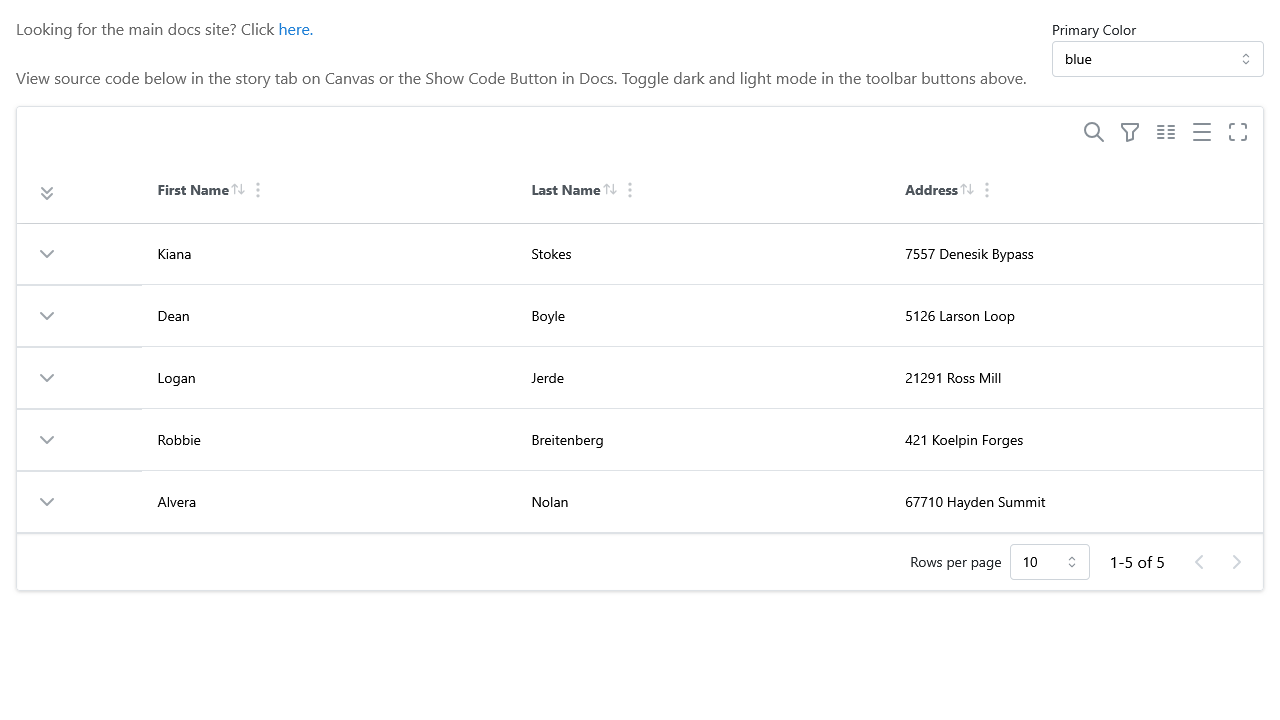 Looking for the main docs site? Click here.
Primary Color
blue
View source code below in the story tab on Canvas or the Show Code Button in Docs. Toggle dark and light mode in the toolbar buttons above.
First Name Last Name Address
Kiana Stokes 7557 Denesik Bypass
Dean Boyle 5126 Larson Loop
Logan Jerde 21291 Ross Mill
Robbie Breitenberg 421 Koelpin Forges
Alvera Nolan 67710 Hayden Summit
Rows per page 10 1-5 of 5